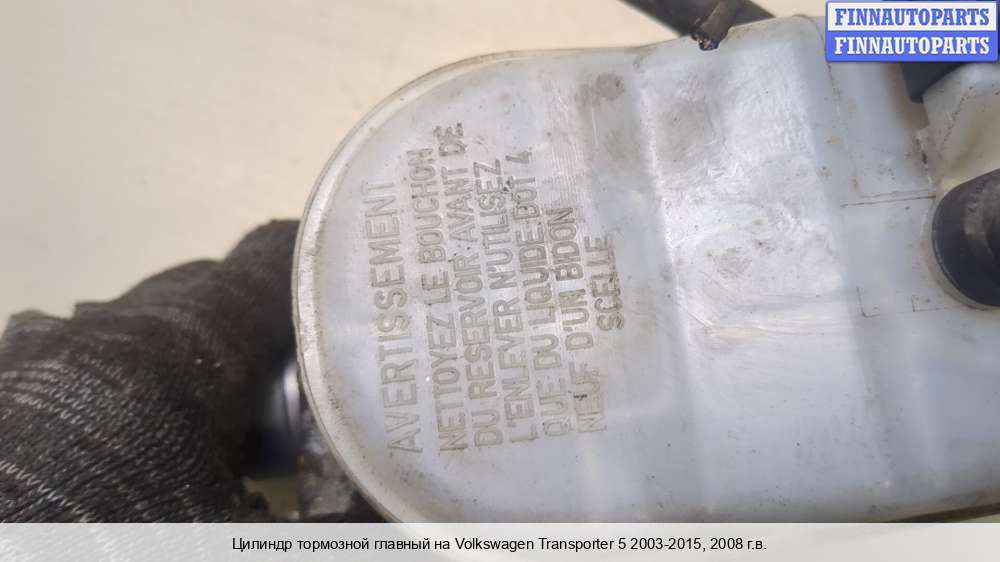 FINNAUTOPARTS
FINNAUTOPARTS
AVERTISSEMENT
NETTOYEZ LE BOUCHON
DU RESERVOIR AVANT DE
L'ENLEVER N'UTILISEZ
QUE DU LIQUIDE.DOT 4
NEUF D'UN BIDON
SCELLE
Цилиндр тормозной главный на Volkswagen Transporter 5 2003-2015, 2008 г.в.